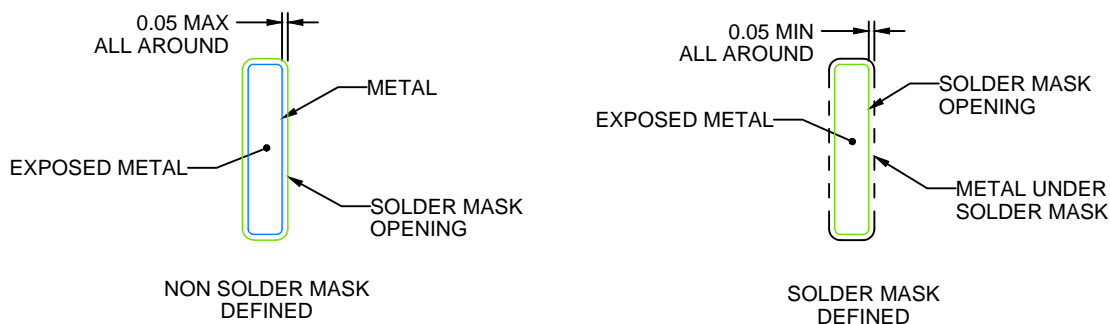 0.05 MAX
ALL AROUND
METAL
EXPOSED METAL
SOLDER MASK
OPENING
NON SOLDER MASK
DEFINED
0.05 MIN
ALL AROUND
SOLDER MASK
OPENING
EXPOSED METAL
METAL UNDER
SOLDER MASK
SOLDER MASK
DEFINED